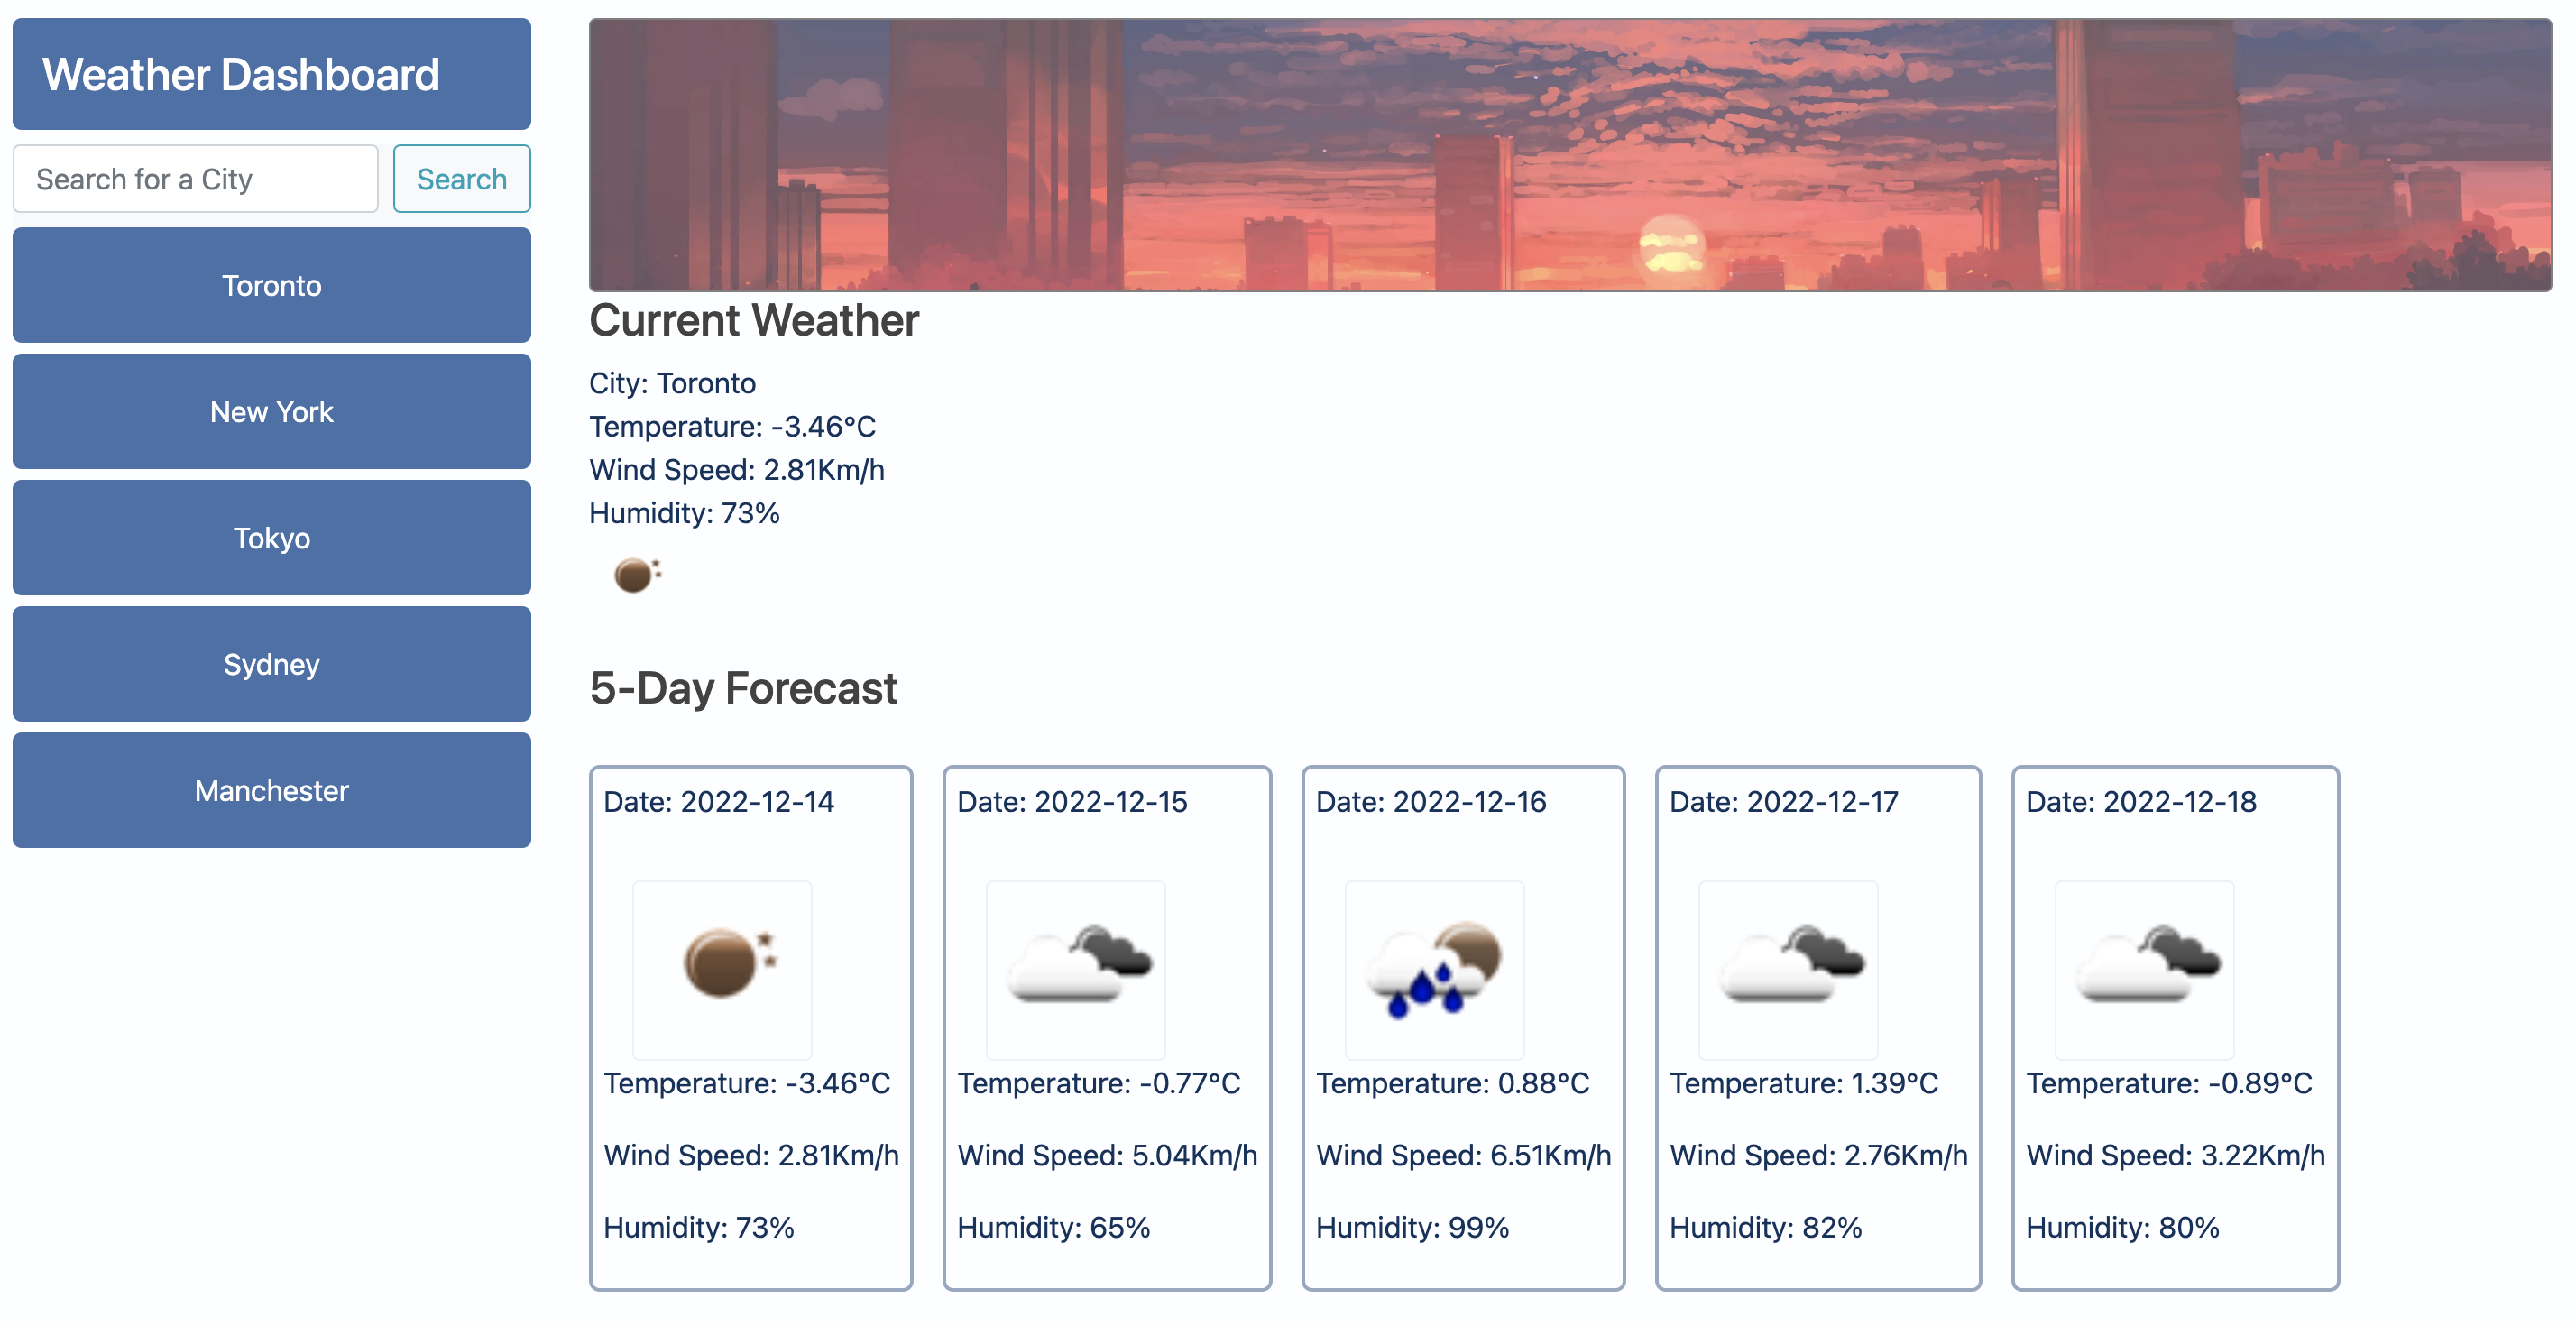 Weather Dashboard
Search for a City
Search
Toronto
New York
Tokyo
Sydney
Manchester
Current Weather
City: Toronto
Temperature: -3.46°C
Wind Speed: 2.81Km/h
Humidity: 73%
5-Day Forecast
Date: 2022-12-14
Temperature: -3.46°C
Wind Speed: 2.81Km/h
Humidity: 73%
Date: 2022-12-15
Temperature: -0.77°C
Wind Speed: 5.04Km/h
Humidity: 65%
Date: 2022-12-16
Temperature: 0.88°C
Wind Speed: 6.51Km/h
Humidity: 99%
Date: 2022-12-17
Temperature: 1.39°C
Wind Speed: 2.76Km/h
Humidity: 82%
Date: 2022-12-18
Temperature: -0.89°C
Wind Speed: 3.22Km/h
Humidity: 80%